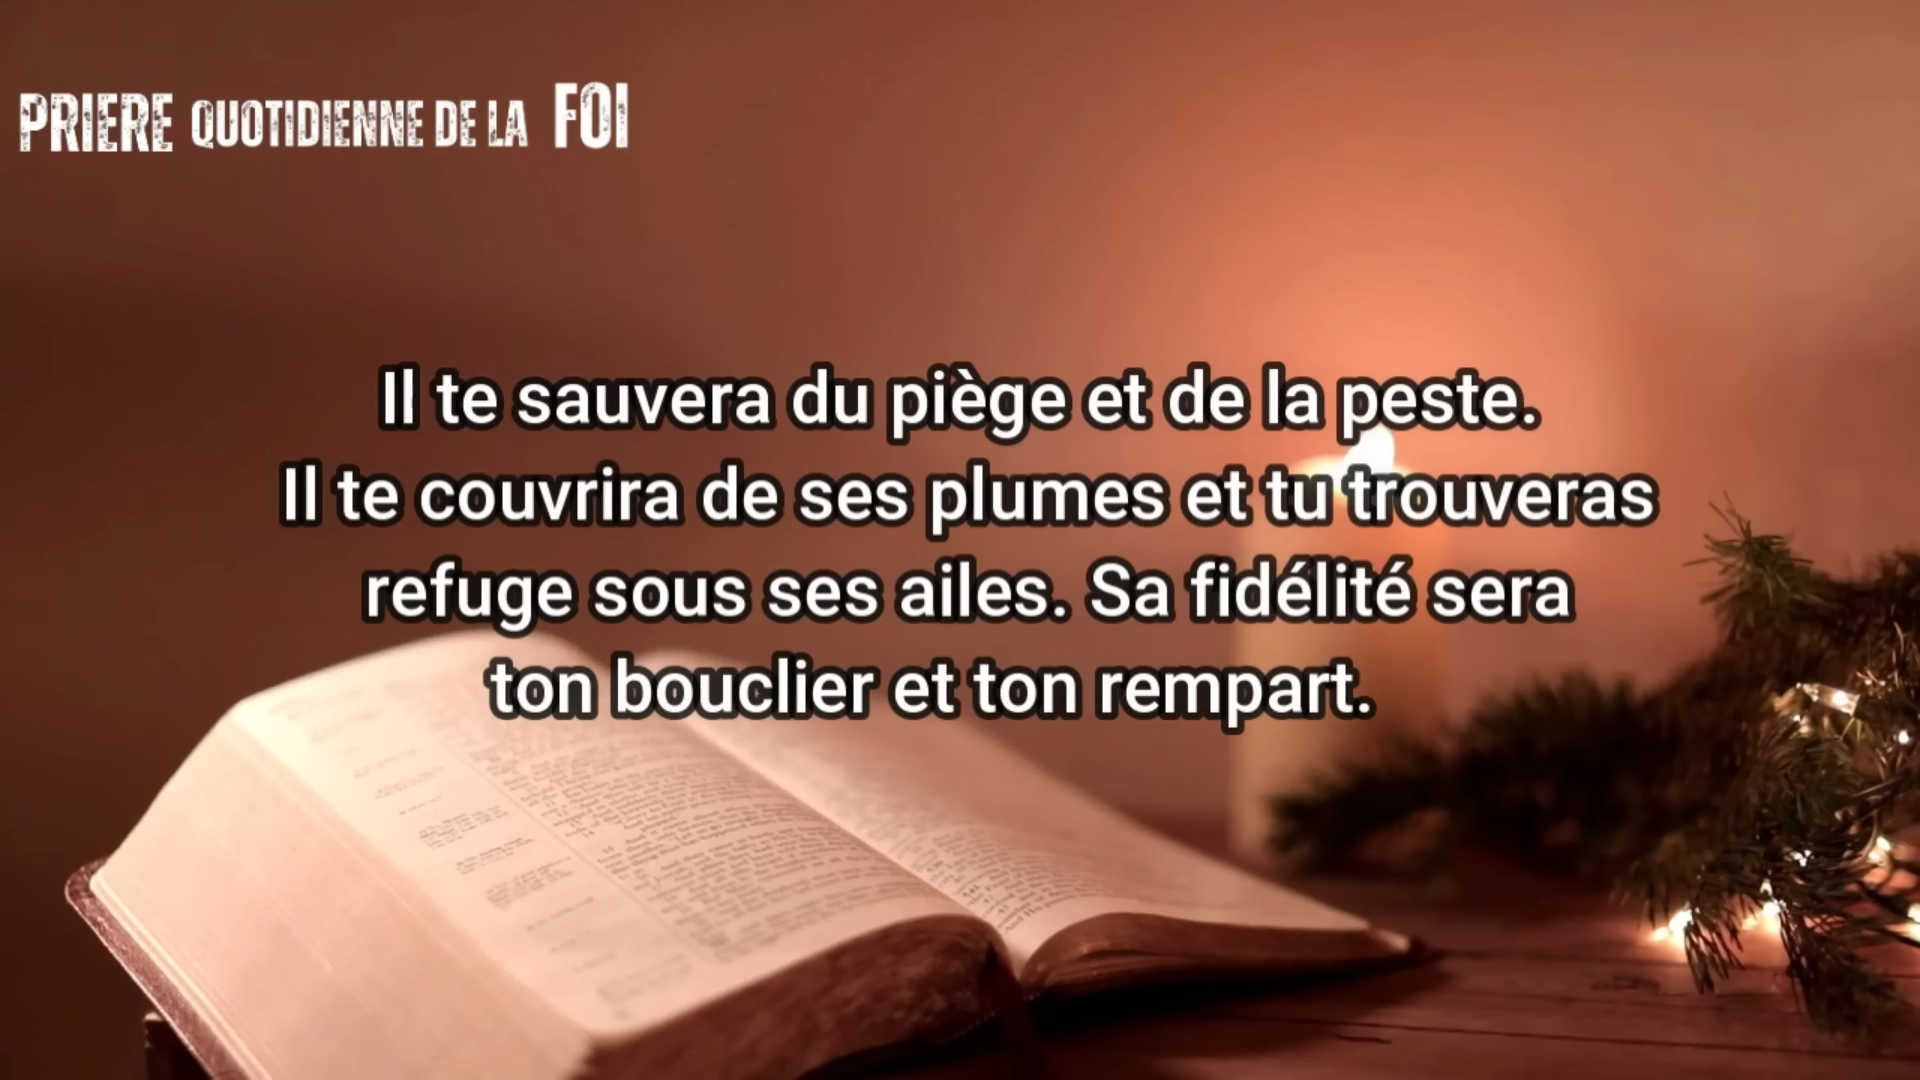 PRIERE QUOTIDIENNE DE LA FOI
Il te sauvera du piège et de la peste.
Il te couvrira de ses plumes et tu trouveras
refuge sous ses ailes. Sa fidélité sera
ton bouclier et ton rempart.